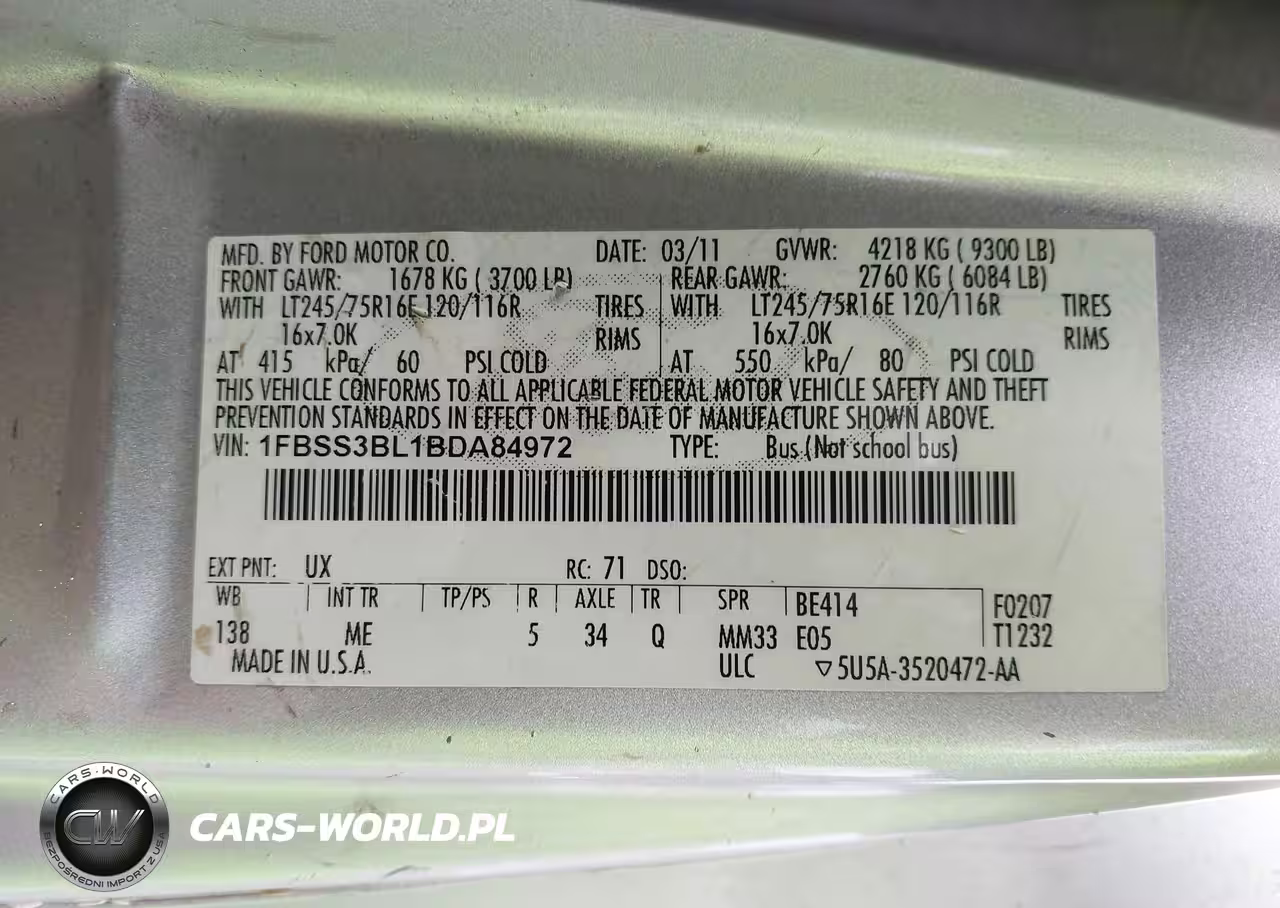 MFD. BY FORD MOTOR CO. DATE: 03/11 GVWR: 4218 KG ( 9300 LB)
FRONT GAWR: 1678 KG ( 3700 LB) REAR GAWR: 2760 KG ( 6084 LB)
WITH LT245/75R16E 120/116R TIRES WITH LT245/75R16E 120/116R TIRES
16x7.0K RIMS 16x7.0K RIMS
AT 415 kPa/ 60 PSI COLD AT 550 kPa/ 80 PSI COLD
THIS VEHICLE CONFORMS TO ALL APPLICABLE FEDERAL MOTOR VEHICLE SAFETY AND THEFT
PREVENTION STANDARDS IN EFFECT ON THE DATE OF MANUFACTURE SHOWN ABOVE.
VIN: 1FBSS3BL1BDA84972 TYPE: Bus (Not school bus)
EXT PNT: UX RC: 71 DSO:
WB INT TR TP/PS R AXLE TR SPR BE414 F0207
138 ME 5 34 Q MM33 E05 T1232
MADE IN U.S.A. ULC ▽5U5A-3520472-AA
CARS-WORLD
CW
BEZPOŚREDNI IMPORT Z USA
CARS-WORLD.PL